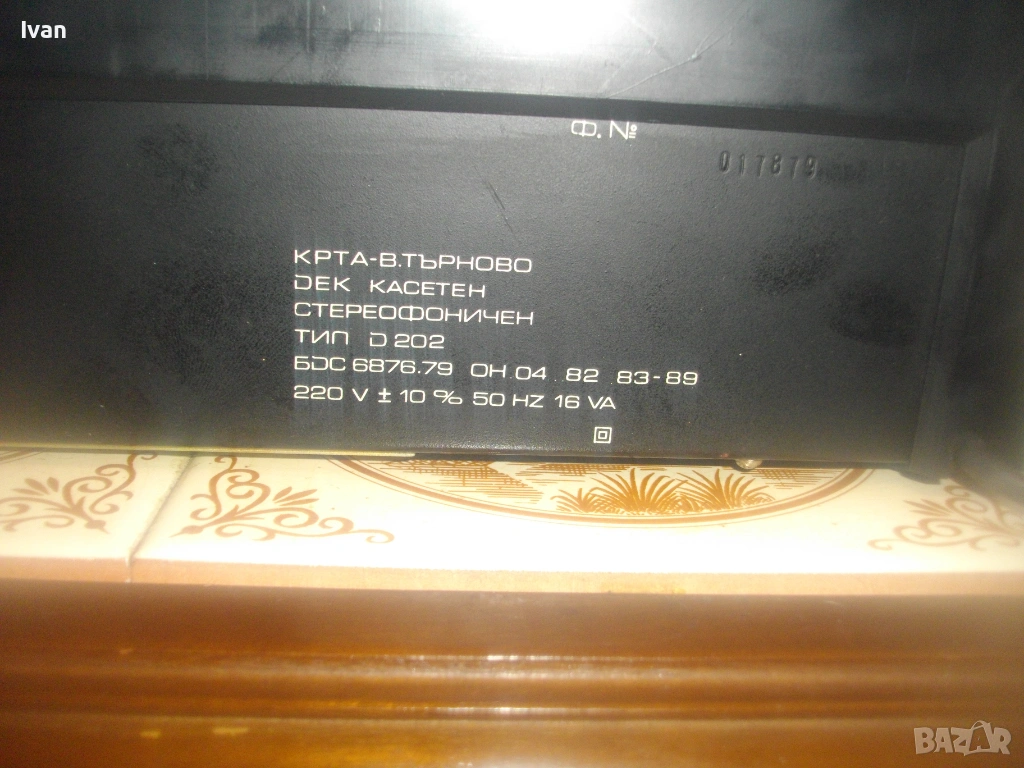 Ivan
Ф. №
017879
КРТА-В.ТЪРНОВО
DEK КАСЕТЕН
СТЕРЕОФОНИЧЕН
ТИП D 202
БДС 6876.79 ОН.04 82 83-89
220 V ± 10 % 50 HZ 16 VA
BAZAR